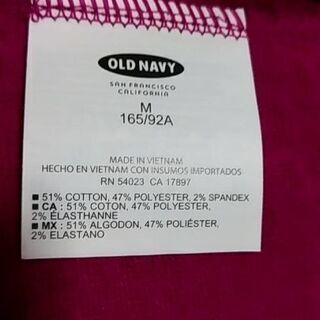 OLD NAVY
SAN FRANCISCO
CALIFORNIA
M
165/92A
MADE IN VIETNAM
HECHO EN VIETNAM CON INSUMOS IMPORTADOS
RN 54023 CA 17897
■ 51% COTTON, 47% POLYESTER, 2% SPANDEX
■ CA : 51% COTON, 47% POLYESTER,
2% ÉLASTHANNE
■ MX : 51% ALGODON, 47% POLIÉSTER,
2% ELASTANO